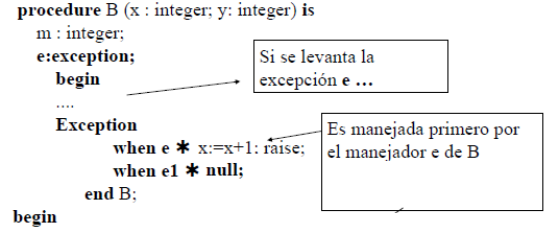 procedure B (x : integer; y: integer) is
m : integer;
e:exception;
Si se levanta la
excepción e ...
begin
....
Exception
Es manejada primero por
el manejador e de B
when e ✱ x:=x+1: raise;
when e1 ✱ null;
end B;
begin